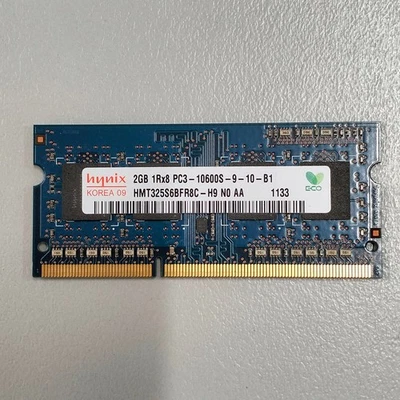 hynix
KOREA 09
2GB 1Rx8 PC3-10600S-9-10-B1
HMT325S6BFR8C-H9 N0 AA 1133
ECO